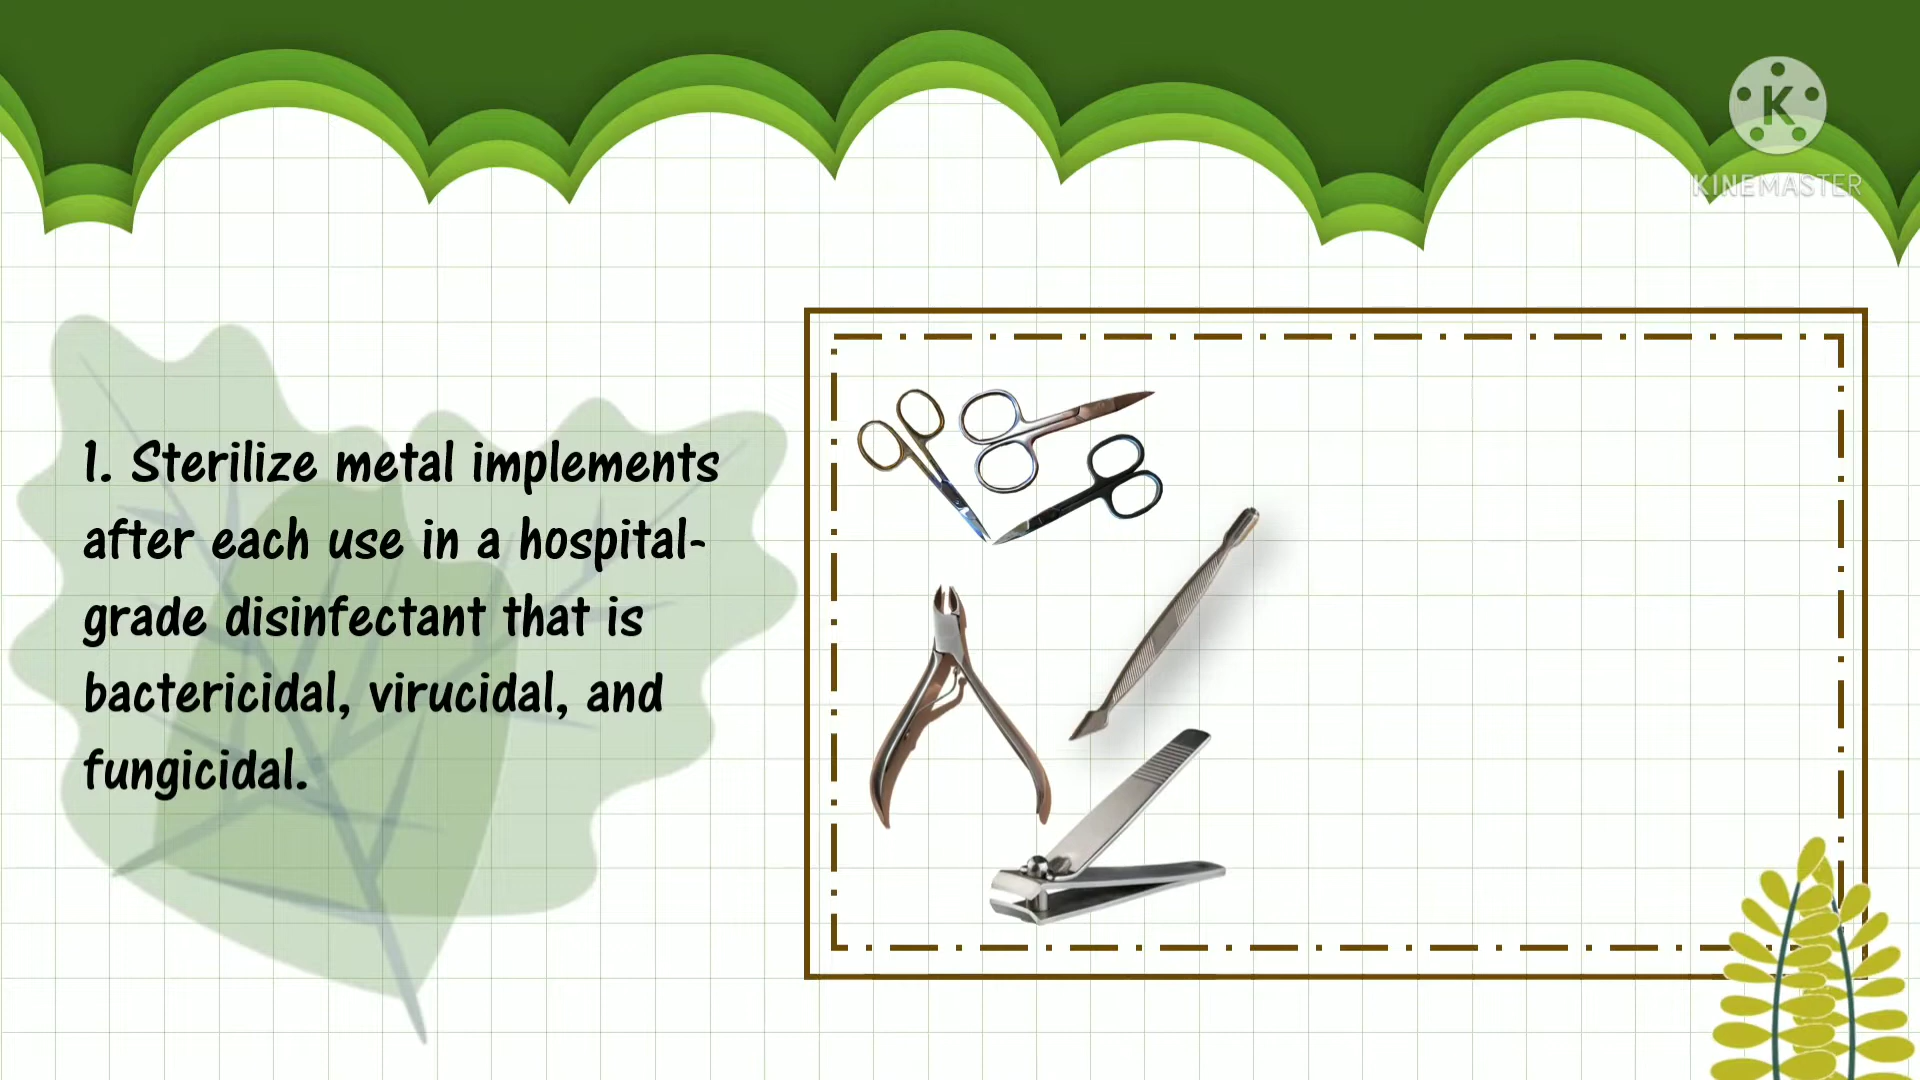 K
KINEMASTER
1. Sterilize metal implements
after each use in a hospital-
grade disinfectant that is
bactericidal, virucidal, and
fungicidal.